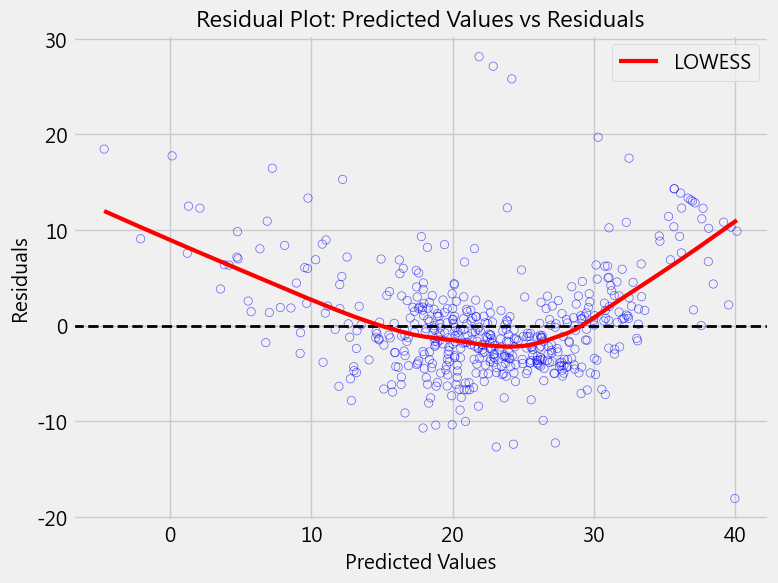 Residual Plot: Predicted Values vs Residuals
LOWESS
30
20
10
0
-10
-20
Residuals
0 10 20 30 40
Predicted Values